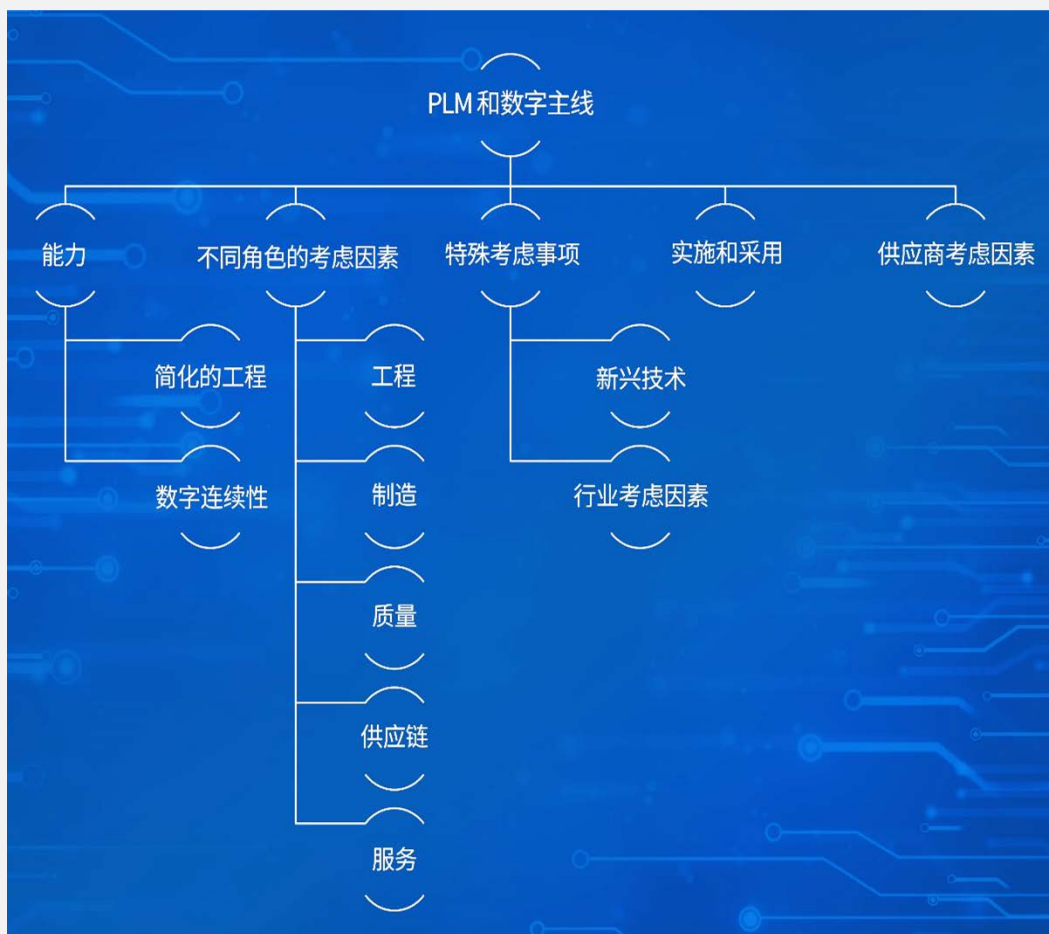 PLM 和数字主线
能力
不同角色的考虑因素
特殊考虑事项
实施和采用
供应商考虑因素
简化的工程
工程
新兴技术
数字连续性
制造
行业考虑因素
质量
供应链
服务